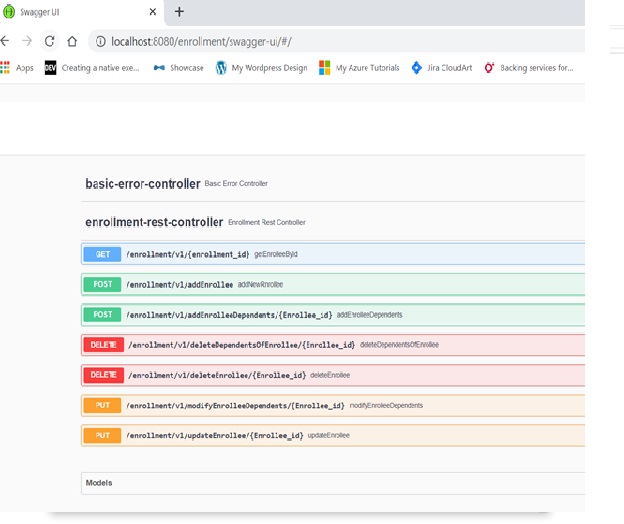 Swagger UI
localhost:8080/enrollment/swagger-ui/#/
Apps DEV Creating a native exe... Showcase My Wordpress Design My Azure Tutorials Jira CloudArt Backing services for...
basic-error-controller Basic Error Controller
enrollment-rest-controller Enrollment Rest Controller
GET /enrollment/v1/{enrollment_id} getEnroleeById
POST /enrollment/v1/addEnrollee addNewEnrollee
POST /enrollment/v1/addEnrolleeDependents/{Enrollee_id} addEnrolleeDependents
DELETE /enrollment/v1/deleteDependentsOfEnrollee/{Enrollee_id} deleteDependentsOfEnrollee
DELETE /enrollment/v1/deleteEnrollee/{Enrollee_id} deleteEnrollee
PUT /enrollment/v1/modifyEnrolleeDependents/{Enrollee_id} modifyEnrolleeDependents
PUT /enrollment/v1/updateEnrollee/{Enrollee_id} updateEnrollee
Models